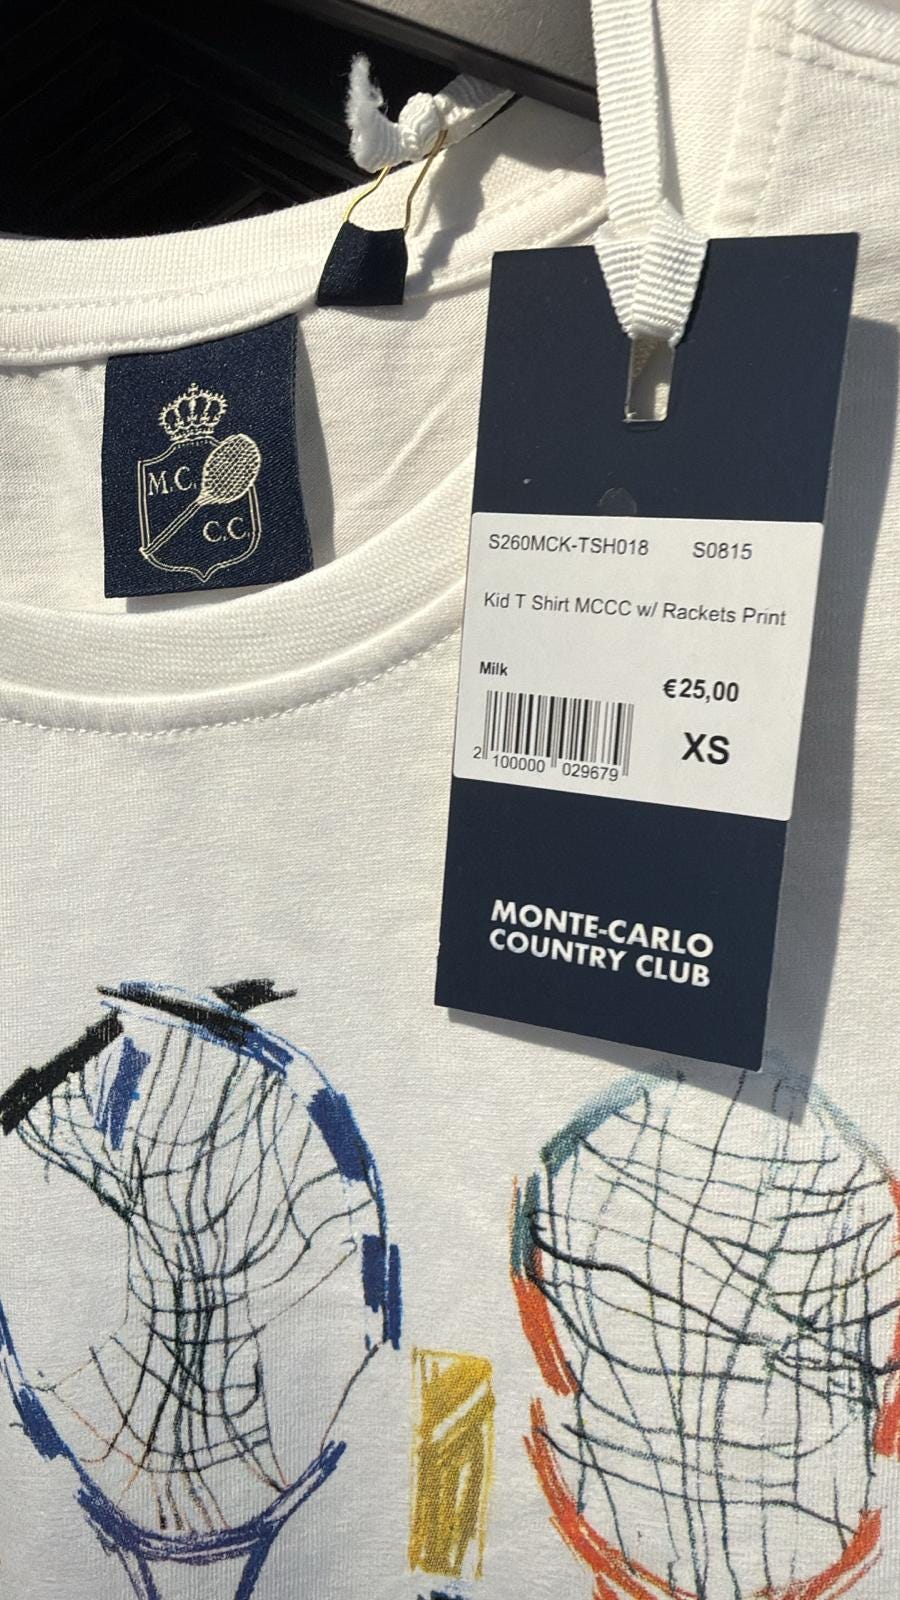 M.C.
C.C.
S260MCK-TSH018 S0815
Kid T Shirt MCCC w/ Rackets Print
Milk
€25,00
XS
2 100000 029679
MONTE-CARLO
COUNTRY CLUB